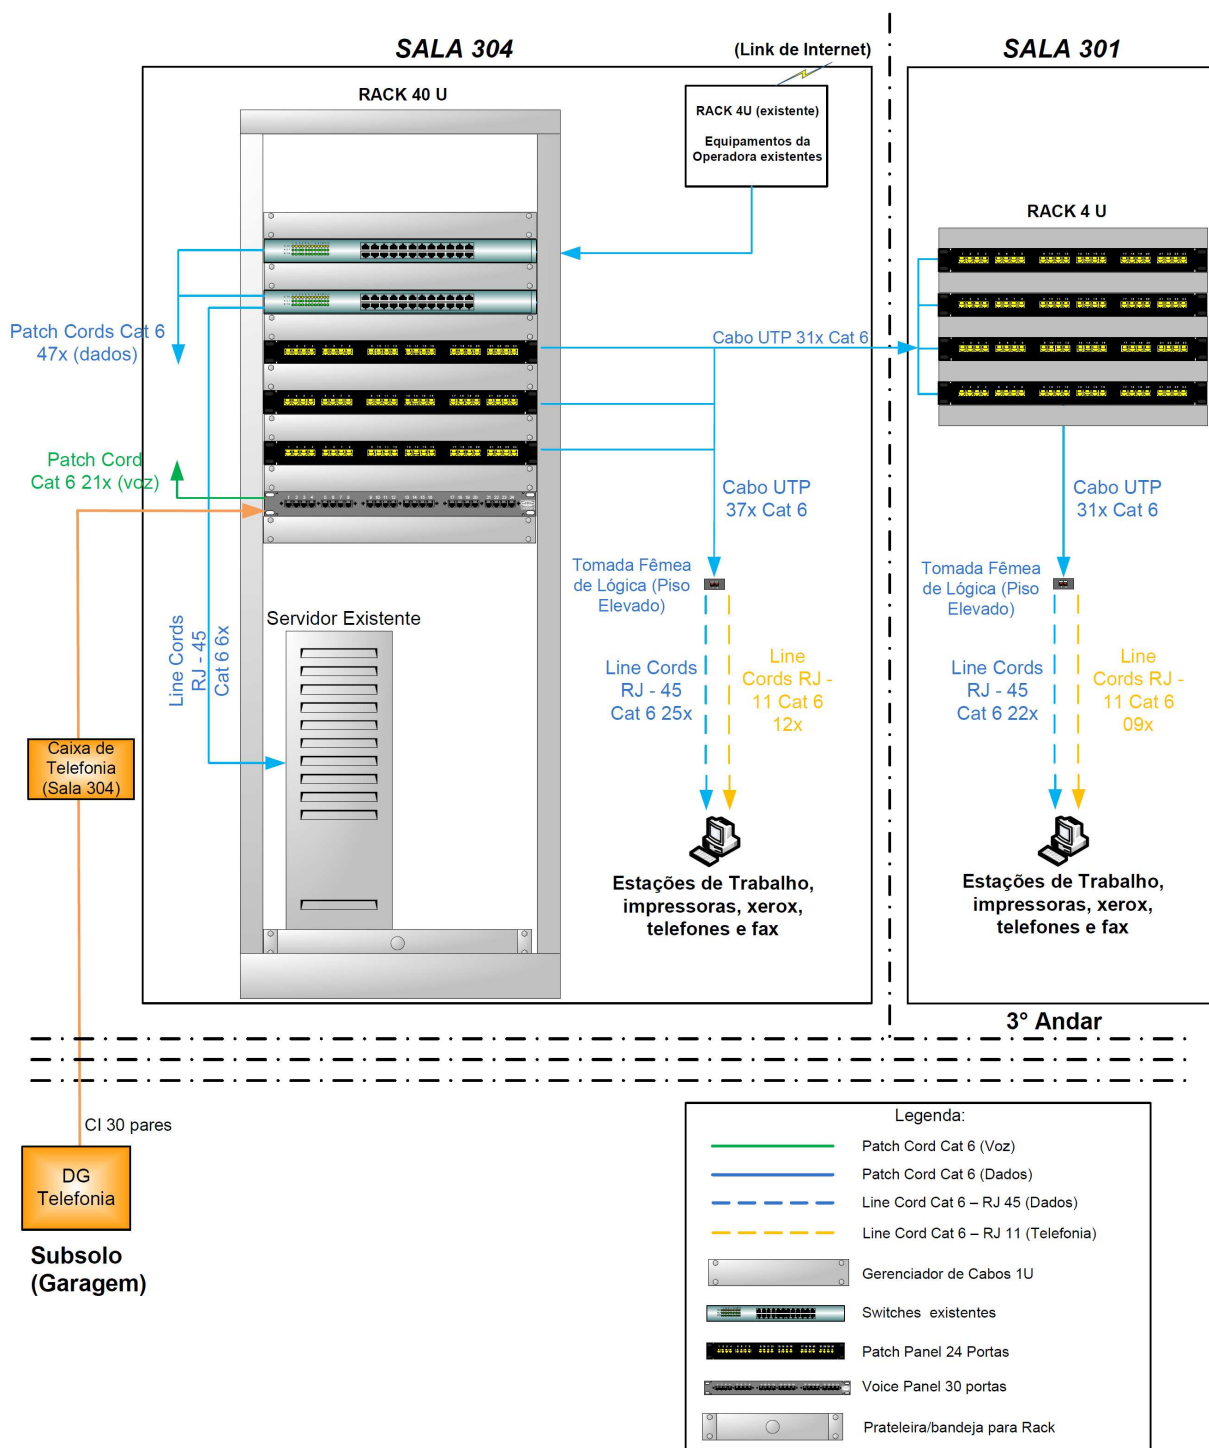 SALA 304
(Link de Internet)
SALA 301
RACK 40 U
RACK 4U (existente)
Equipamentos da
Operadora existentes
RACK 4 U
Patch Cords Cat 6
47x (dados)
Cabo UTP 31x Cat 6
Patch Cord
Cat 6 21x (voz)
Cabo UTP
37x Cat 6
Cabo UTP
31x Cat 6
Tomada Fêmea
de Lógica (Piso
Elevado)
Tomada Fêmea
de Lógica (Piso
Elevado)
Servidor Existente
Line Cords
RJ - 45
Cat 6 6x
Line Cords
RJ - 45
Cat 6 25x
Line
Cords RJ -
11 Cat 6
12x
Line Cords
RJ - 45
Cat 6 22x
Line
Cords RJ -
11 Cat 6
09x
Caixa de
Telefonia
(Sala 304)
Estações de Trabalho,
impressoras, xerox,
telefones e fax
Estações de Trabalho,
impressoras, xerox,
telefones e fax
3° Andar
CI 30 pares
DG
Telefonia
Subsolo
(Garagem)
Legenda:
Patch Cord Cat 6 (Voz)
Patch Cord Cat 6 (Dados)
Line Cord Cat 6 – RJ 45 (Dados)
Line Cord Cat 6 – RJ 11 (Telefonia)
Gerenciador de Cabos 1U
Switches existentes
Patch Panel 24 Portas
Voice Panel 30 portas
Prateleira/bandeja para Rack